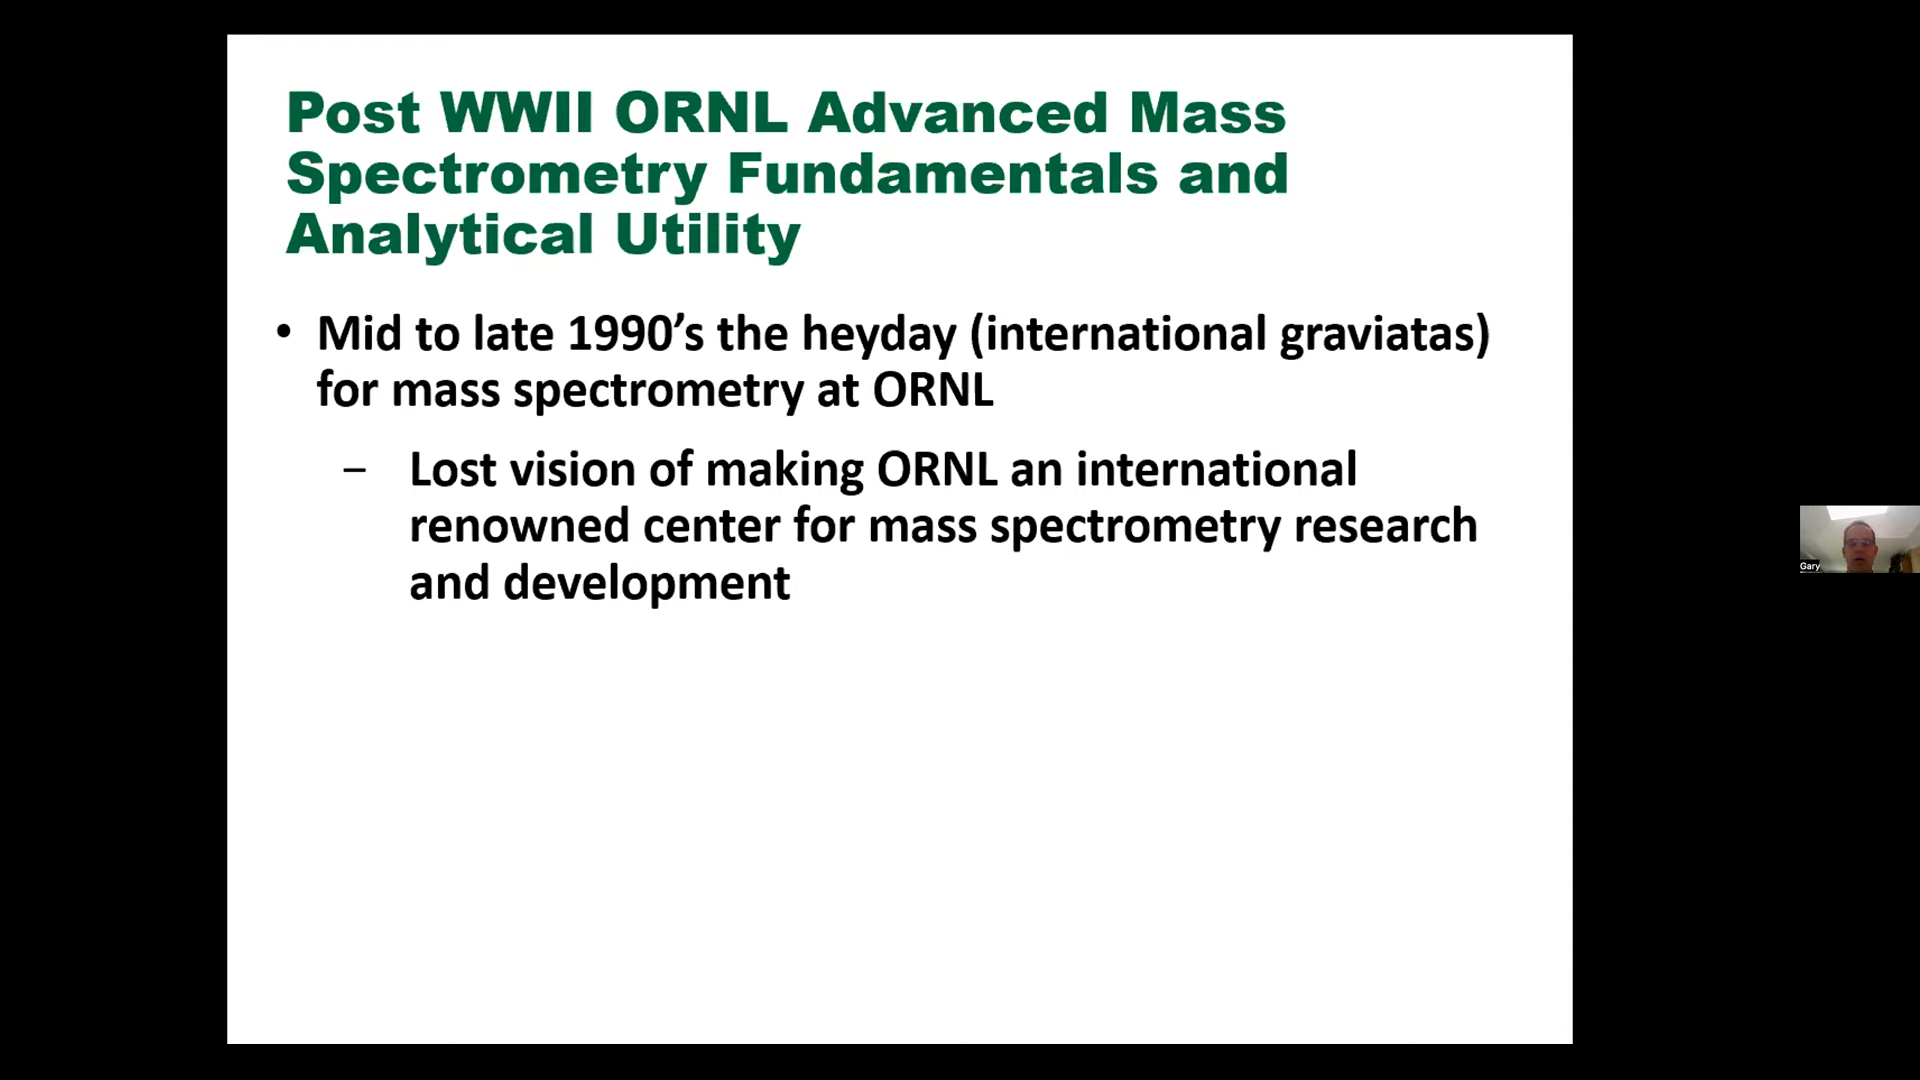 Post WWII ORNL Advanced Mass
Spectrometry Fundamentals and
Analytical Utility
• Mid to late 1990’s the heyday (international graviatas)
for mass spectrometry at ORNL
– Lost vision of making ORNL an international
renowned center for mass spectrometry research
and development
Gary